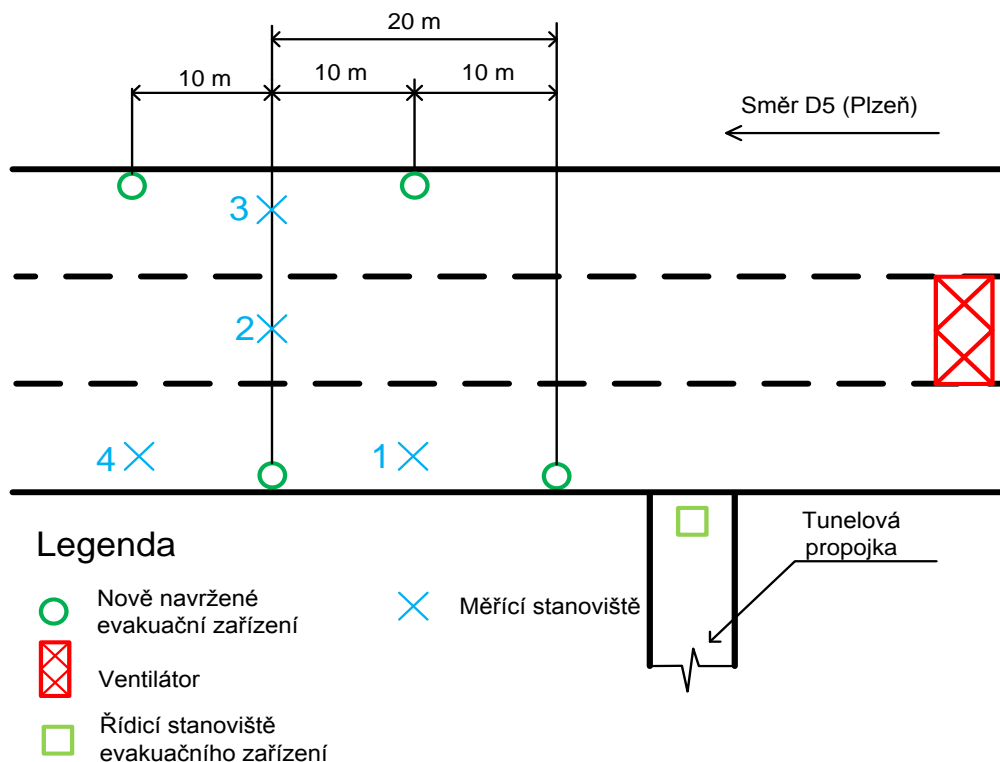 20 m
10 m
10 m
10 m
Směr D5 (Plzeň)
3
2
4
1
Tunelová
propojka
Legenda
Nově navržené
evakuační zařízení
Měřící stanoviště
Ventilátor
Řídicí stanoviště
evakuačního zařízení